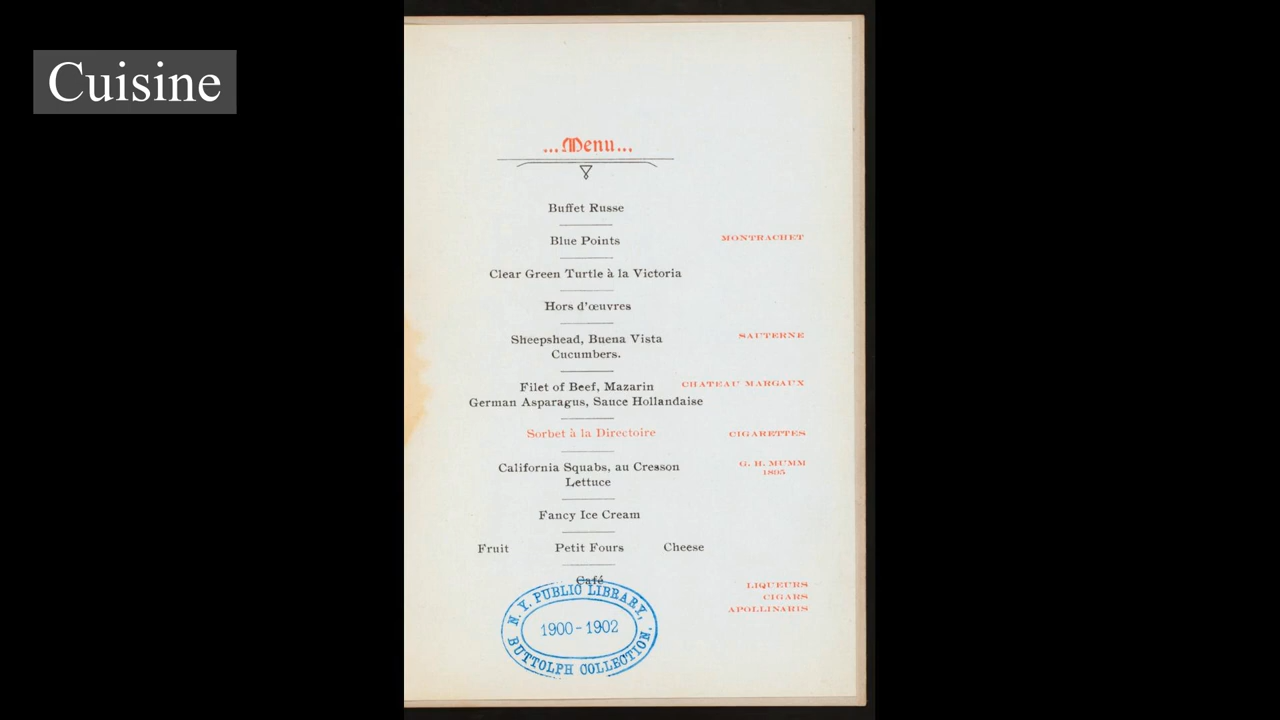 Cuisine
...Menu...
Buffet Russe
Blue Points
MONTRACHET
Clear Green Turtle à la Victoria
Hors d'œuvres
Sheepshead, Buena Vista
SAUTERNE
Cucumbers.
Filet of Beef, Mazarin
CHATEAU MARGAUX
German Asparagus, Sauce Hollandaise
Sorbet à la Directoire
CIGARETTES
California Squabs, au Cresson
G. H. MUMM
1895
Lettuce
Fancy Ice Cream
Fruit Petit Fours Cheese
Café
LIQUEURS
CIGARS
APOLLINARIS
N. Y. PUBLIC LIBRARY,
1900-1902
BUTTOLPH COLLECTION.